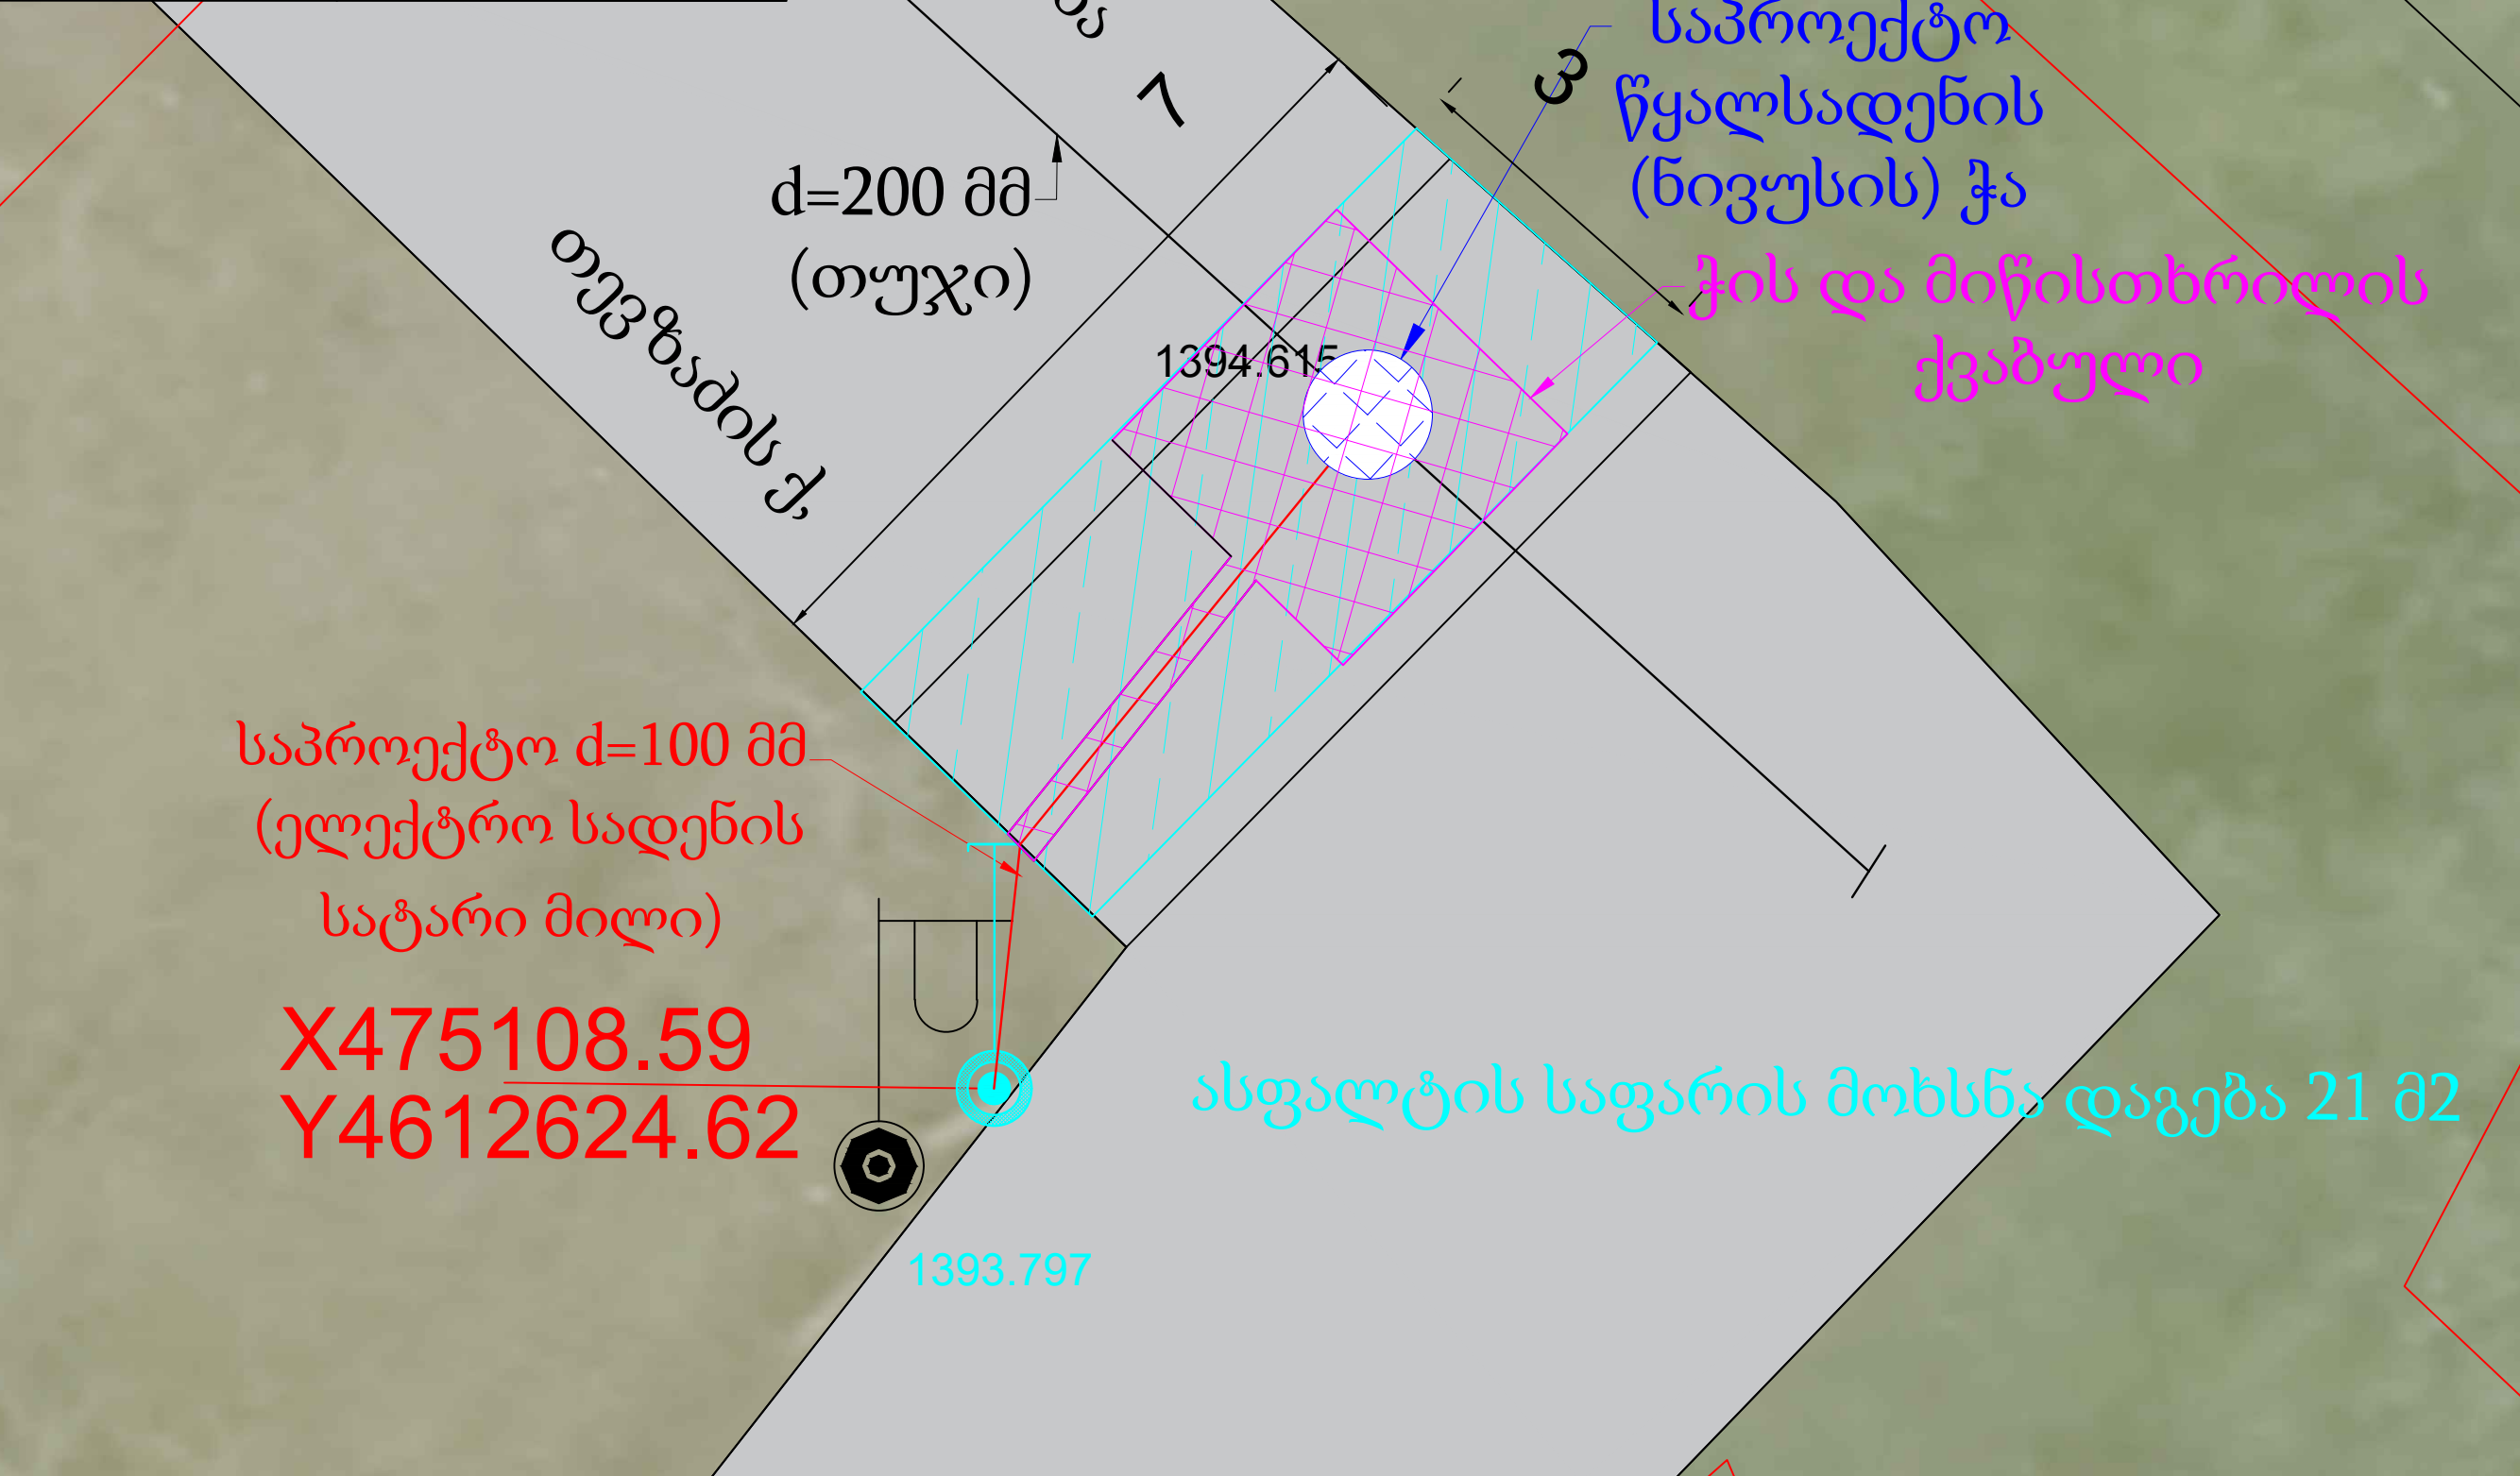 საპროექტო
წყალსადენის
(ნივუსის) ჭა
3
7
d=200 მმ
(თუჯი)
ჭის და მიწისთხრილის
ქვაბული
1394.615
თევზაძის ქ.
საპროექტო d=100 მმ
(ელექტრო სადენის
სატარი მილი)
X475108.59
Y4612624.62
ასფალტის საფარის მოხსნა დაგება 21 მ2
1393.797